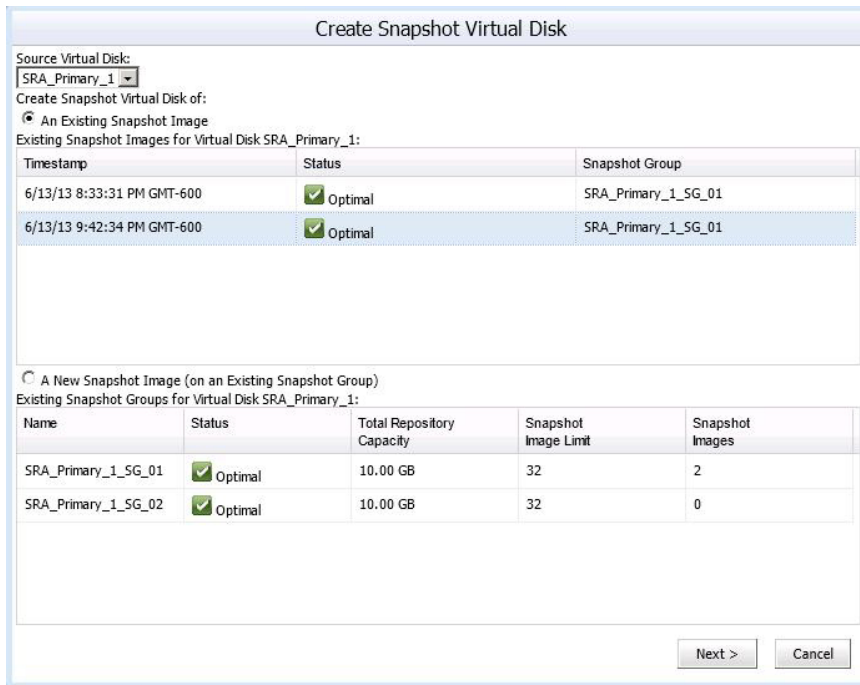 Create Snapshot Virtual Disk
Source Virtual Disk:
SRA_Primary_1
Create Snapshot Virtual Disk of:
An Existing Snapshot Image
Existing Snapshot Images for Virtual Disk SRA_Primary_1:
Timestamp Status Snapshot Group
6/13/13 8:33:31 PM GMT-600 Optimal SRA_Primary_1_SG_01
6/13/13 9:42:34 PM GMT-600 Optimal SRA_Primary_1_SG_01
A New Snapshot Image (on an Existing Snapshot Group)
Existing Snapshot Groups for Virtual Disk SRA_Primary_1:
Name Status Total Repository Snapshot Snapshot
Capacity Image Limit Images
SRA_Primary_1_SG_01 Optimal 10.00 GB 32 2
SRA_Primary_1_SG_02 Optimal 10.00 GB 32 0
Next > Cancel